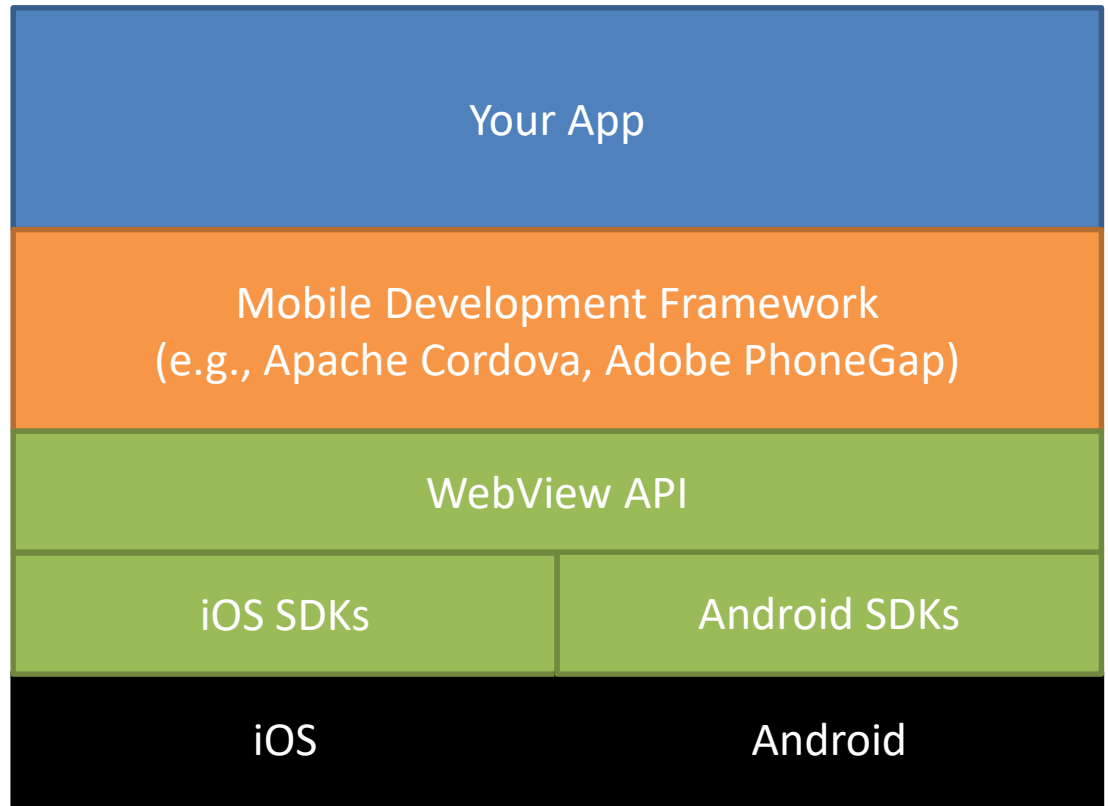 Your App
Mobile Development Framework
(e.g., Apache Cordova, Adobe PhoneGap)
WebView API
iOS SDKs
Android SDKs
iOS
Android